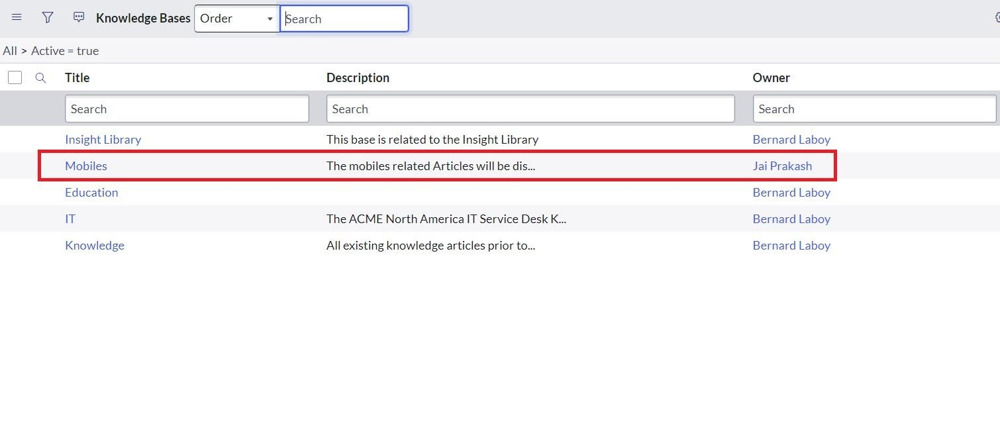 Knowledge Bases Order Search
All > Active = true
Title Description Owner
Search Search Search
Insight Library This base is related to the Insight Library Bernard Laboy
Mobiles The mobiles related Articles will be dis... Jai Prakash
Education Bernard Laboy
IT The ACME North America IT Service Desk K... Bernard Laboy
Knowledge All existing knowledge articles prior to... Bernard Laboy